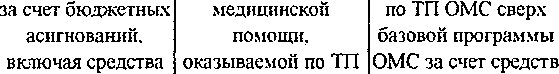 за счет бюджетных
асигнований,
включая средства
медицинской
помощи,
оказываемой по ТП
по ТП ОМС сверх
базовой программы
ОМС за счет средств